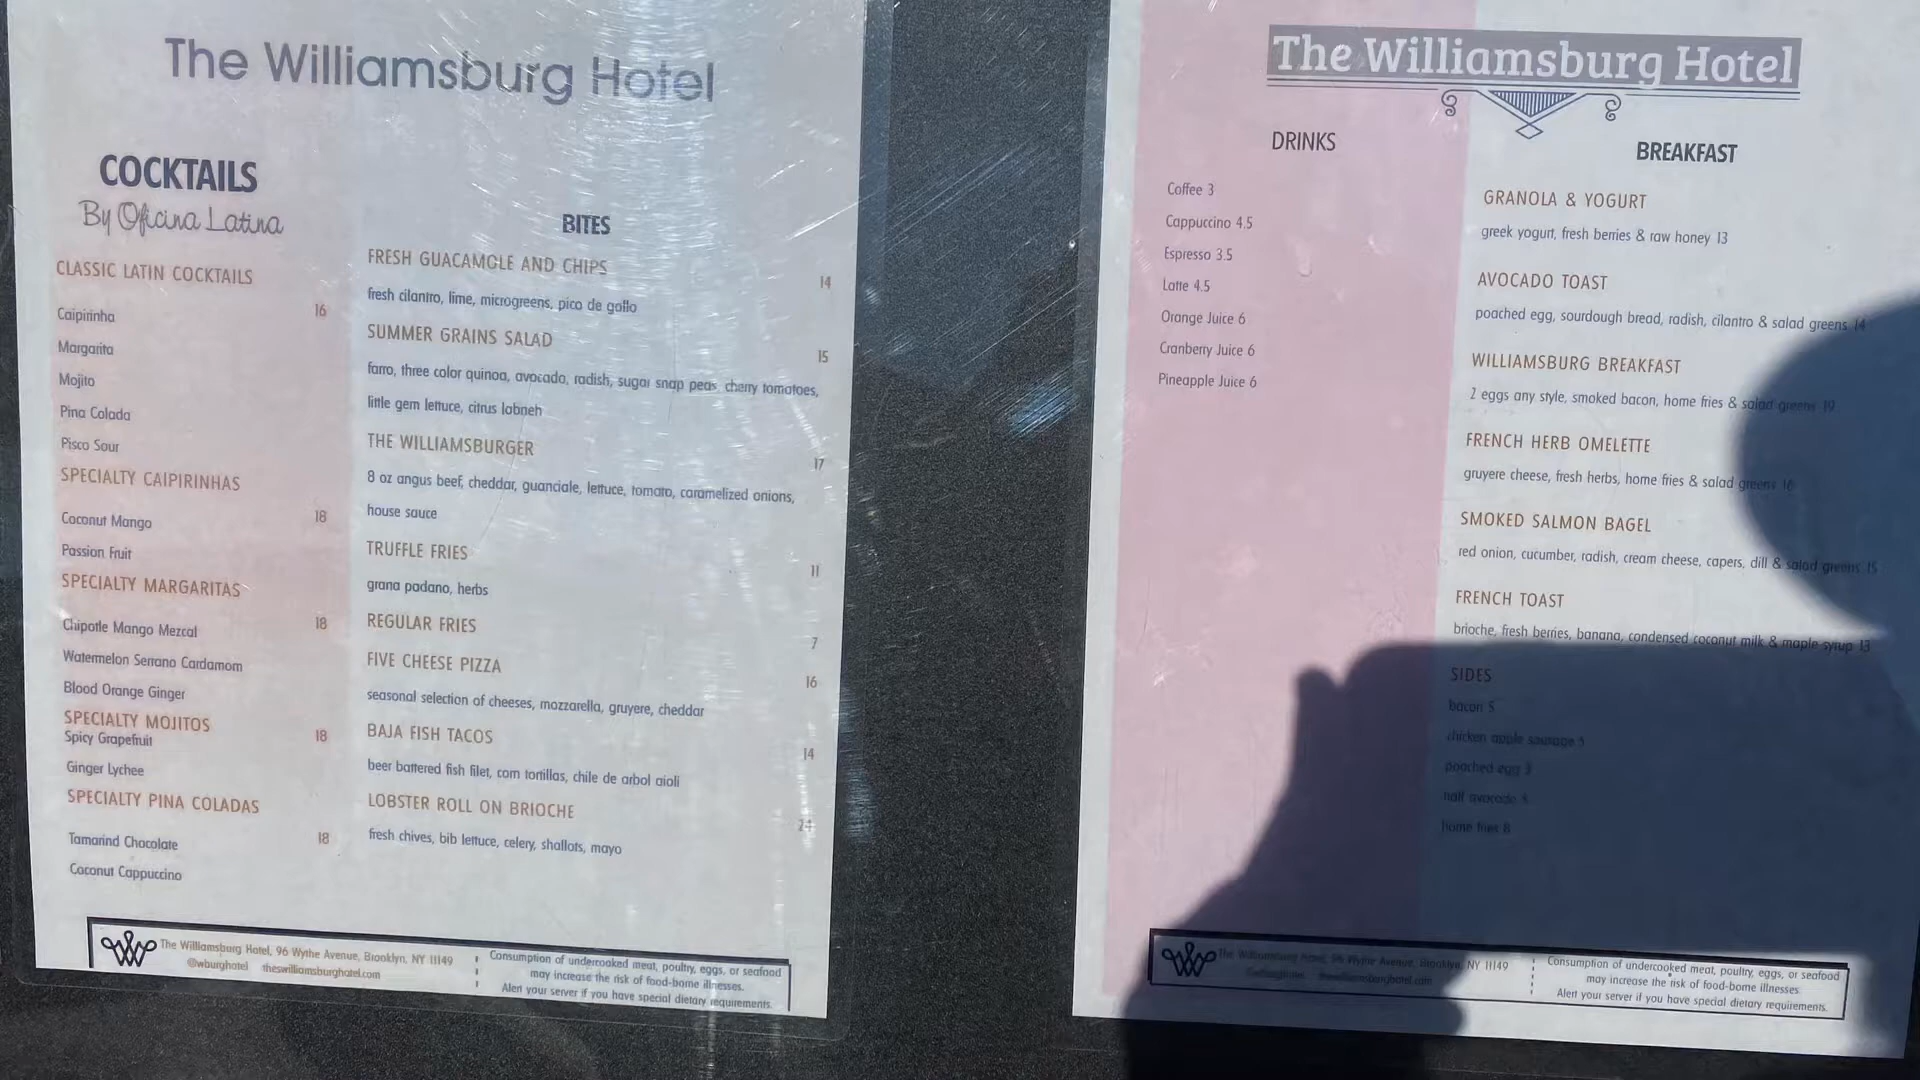 The Williamsburg Hotel
COCKTAILS
By Oficina Latina
CLASSIC LATIN COCKTAILS
16
Caipirinha
Margarita
Mojito
Pina Colada
Pisco Sour
SPECIALTY CAIPIRINHAS
Coconut Mango 18
Passion Fruit
SPECIALTY MARGARITAS
Chipotle Mango Mezcal 18
Watermelon Serrano Cardamom
Blood Orange Ginger
SPECIALTY MOJITOS
Spicy Grapefruit 18
Ginger Lychee
SPECIALTY PINA COLADAS
Tamarind Chocolate 18
Coconut Cappuccino
BITES
FRESH GUACAMOLE AND CHIPS
14
fresh cilantro, lime, microgreens, pico de gallo
SUMMER GRAINS SALAD
15
farro, three color quinoa, avocado, radish, sugar snap peas, cherry tomatoes,
little gem lettuce, citrus labneh
THE WILLIAMSBURGER
17
8 oz angus beef, cheddar, guanciale, lettuce, tomato, caramelized onions,
house sauce
TRUFFLE FRIES
11
grana padano, herbs
REGULAR FRIES
7
FIVE CHEESE PIZZA
16
seasonal selection of cheeses, mozzarella, gruyere, cheddar
BAJA FISH TACOS
14
beer battered fish filet, corn tortillas, chile de arbol aioli
LOBSTER ROLL ON BRIOCHE
24
fresh chives, bib lettuce, celery, shallots, mayo
The Williamsburg Hotel, 96 Wythe Avenue, Brooklyn, NY 11149
@wburghotel theswilliamsburghotel.com
Consumption of undercooked meat, poultry, eggs, or seafood
may increase the risk of food-borne illnesses.
Alert your server if you have special dietary requirements.
The Williamsburg Hotel
DRINKS
Coffee 3
Cappuccino 4.5
Espresso 3.5
Latte 4.5
Orange Juice 6
Cranberry Juice 6
Pineapple Juice 6
BREAKFAST
GRANOLA & YOGURT
greek yogurt, fresh berries & raw honey 13
AVOCADO TOAST
poached egg, sourdough bread, radish, cilantro & salad greens 14
WILLIAMSBURG BREAKFAST
2 eggs any style, smoked bacon, home fries & salad greens 19
FRENCH HERB OMELETTE
gruyere cheese, fresh herbs, home fries & salad greens 16
SMOKED SALMON BAGEL
red onion, cucumber, radish, cream cheese, capers, dill & salad greens 15
FRENCH TOAST
brioche, fresh berries, banana, condensed coconut milk & maple syrup 13
SIDES
bacon 5
chicken apple sausage 5
poached egg 3
half avocado
home fries 8
The Williamsburg Hotel, 96 Wythe Avenue, Brooklyn, NY 11149
Consumption of undercooked meat, poultry, eggs, or seafood
may increase the risk of food-borne illnesses.
Alert your server if you have special dietary requirements.